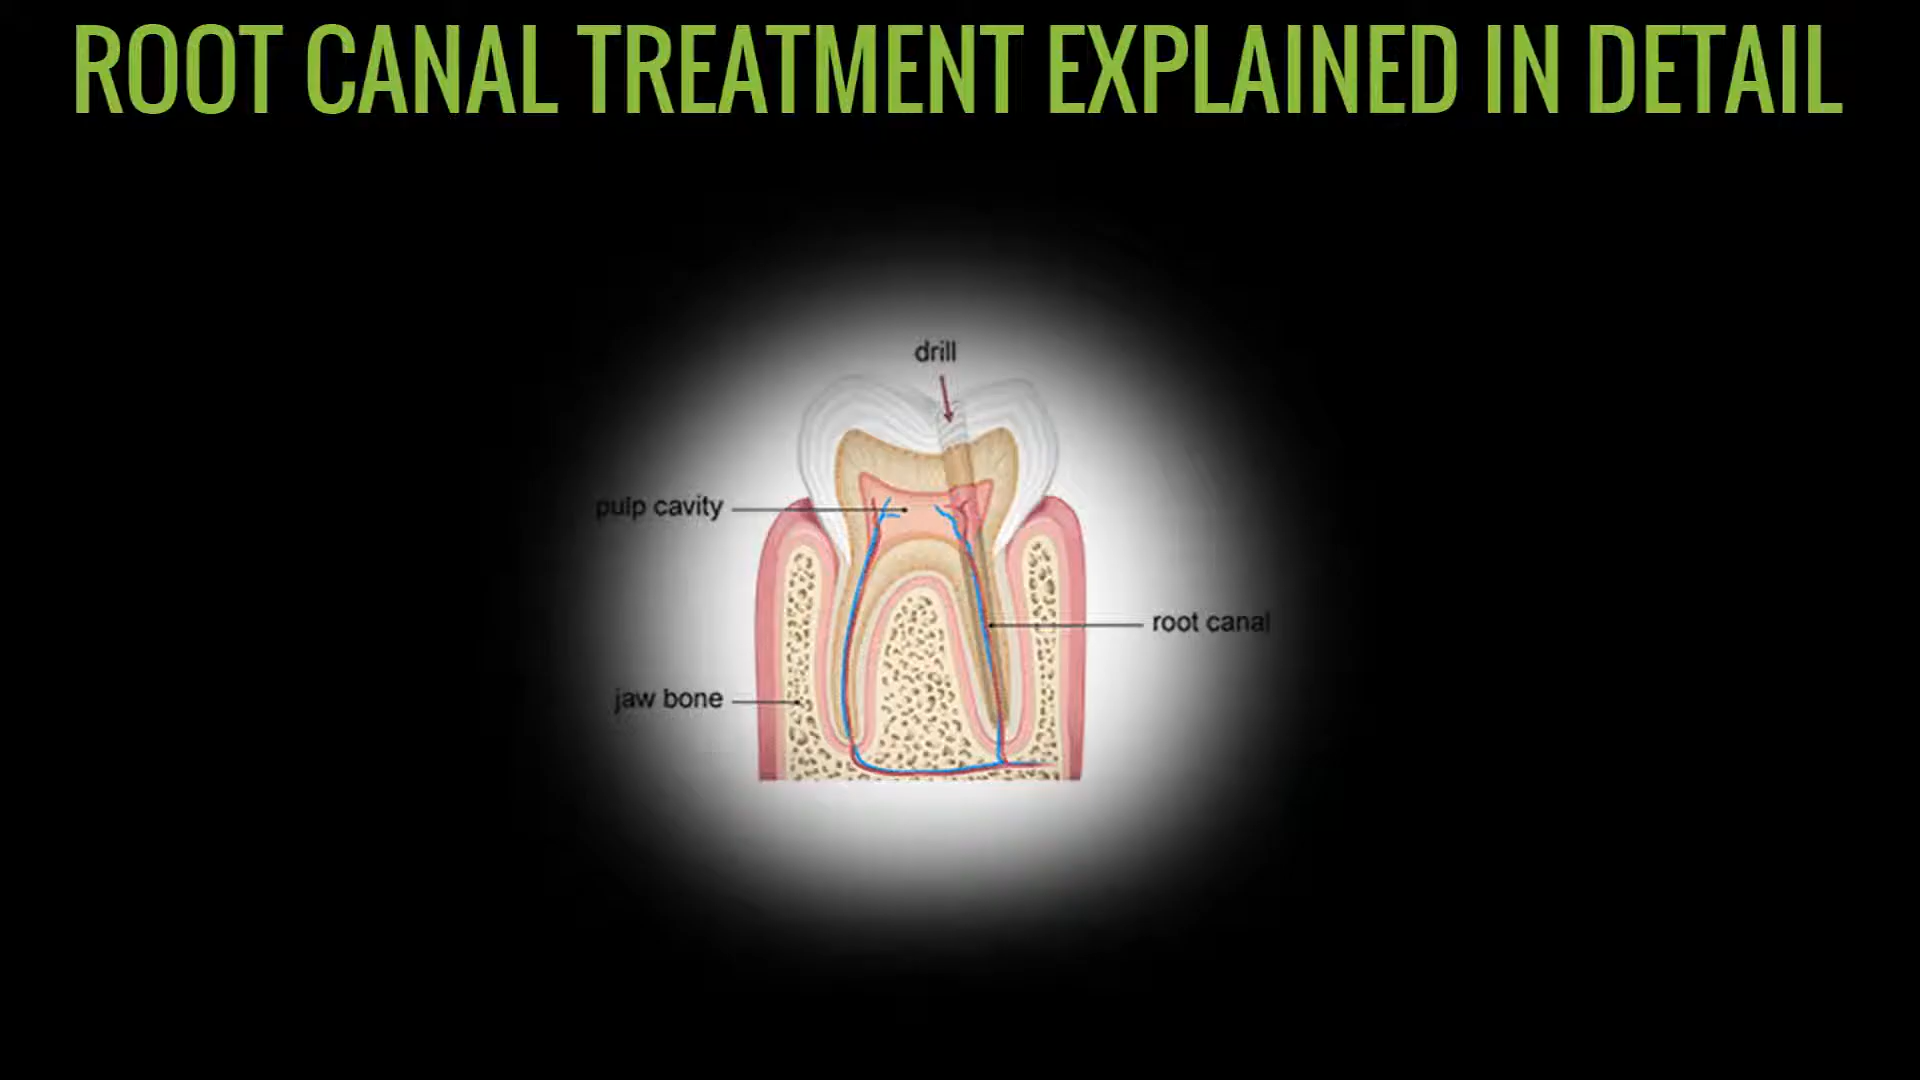 ROOT CANAL TREATMENT EXPLAINED IN DETAIL
drill
pulp cavity
root canal
jaw bone